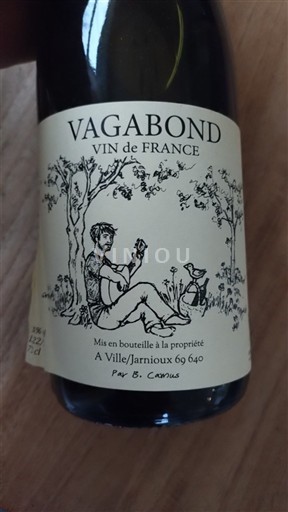 VAGABOND
VIN de FRANCE
Mis en bouteille à la propriété
A Ville/Jarnioux 69 640
Par B. Camus